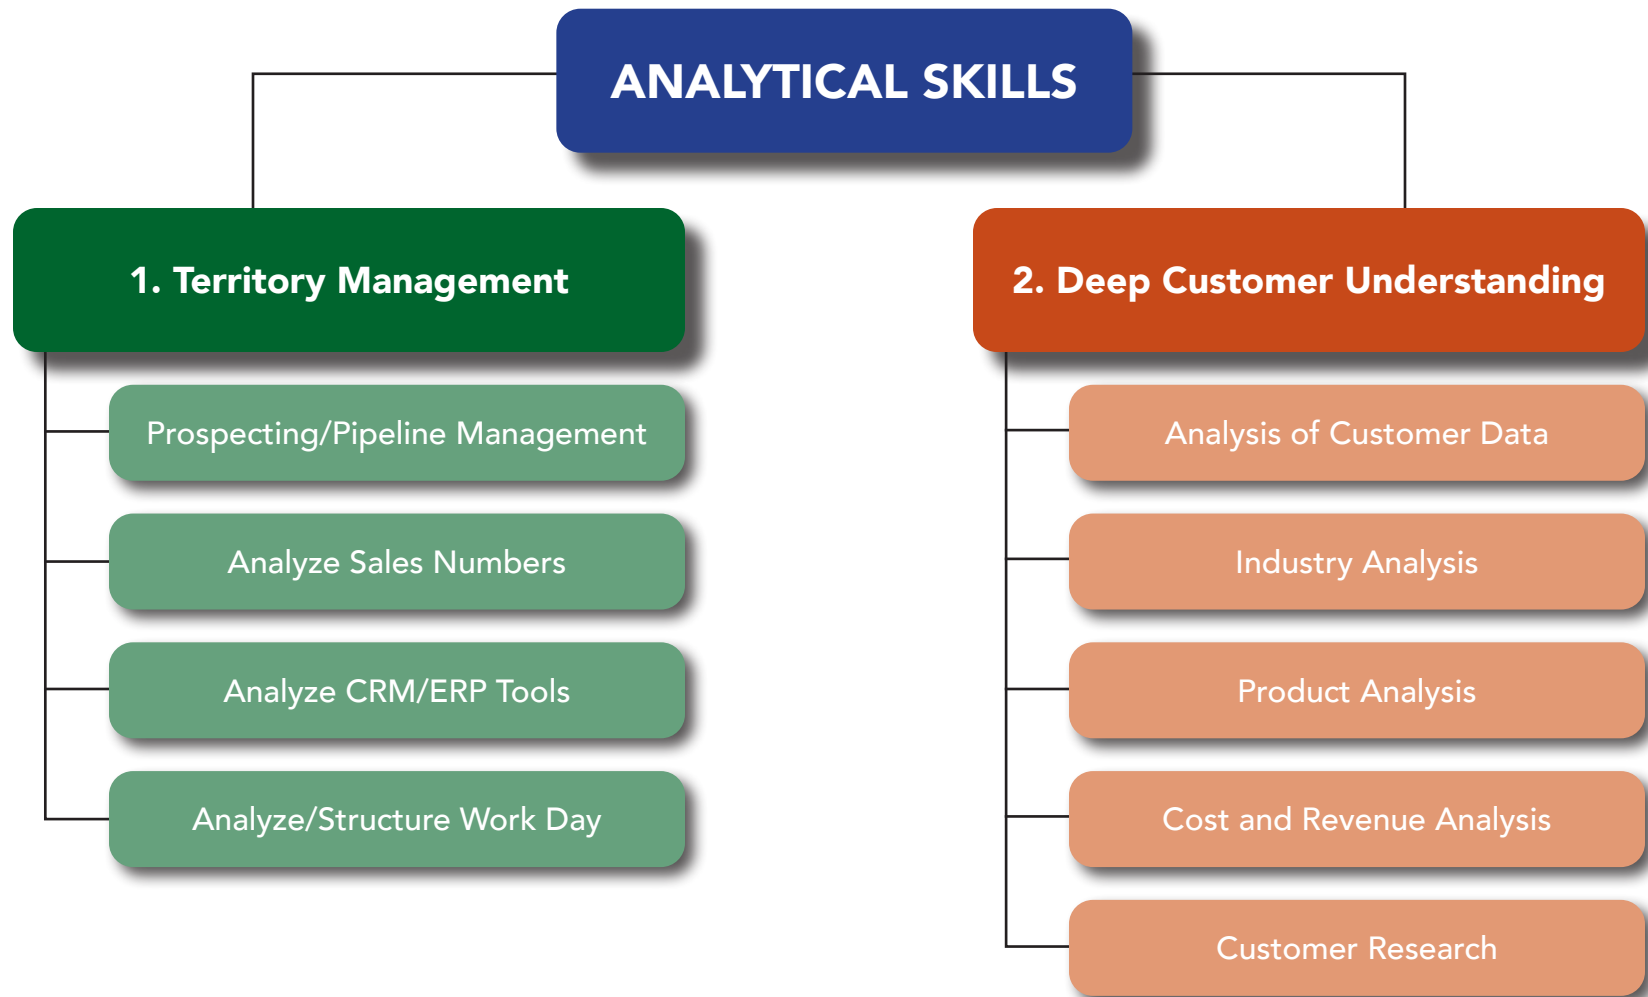 ANALYTICAL SKILLS
1. Territory Management
Prospecting/Pipeline Management
Analyze Sales Numbers
Analyze CRM/ERP Tools
Analyze/Structure Work Day
2. Deep Customer Understanding
Analysis of Customer Data
Industry Analysis
Product Analysis
Cost and Revenue Analysis
Customer Research